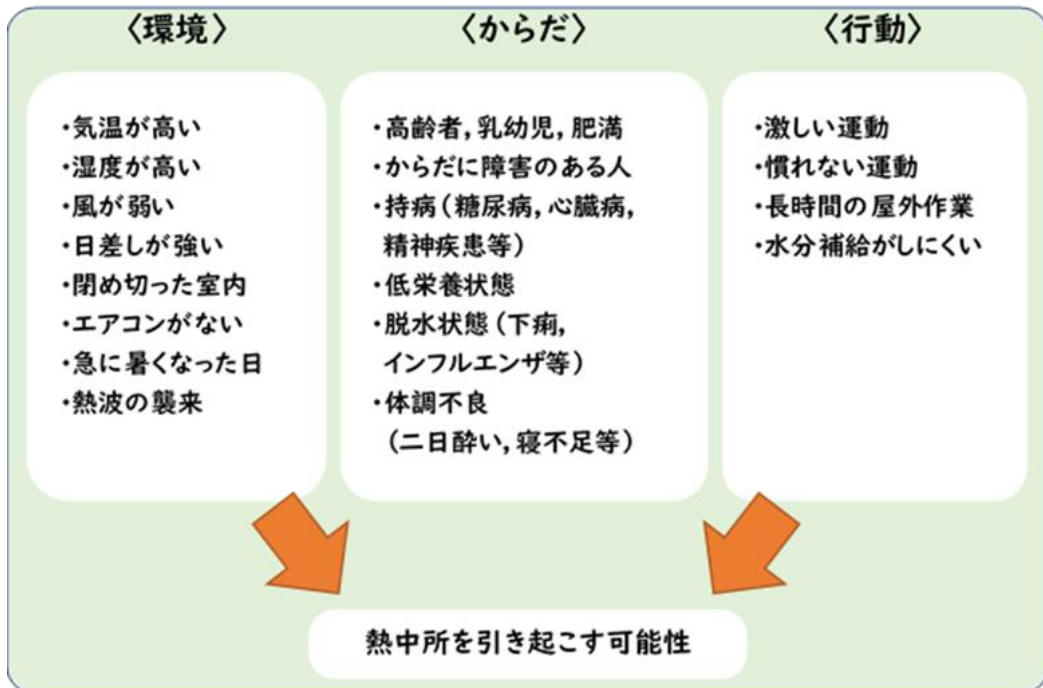 〈環境〉
・気温が高い
・湿度が高い
・風が弱い
・日差しが強い
・閉め切った室内
・エアコンがない
・急に暑くなった日
・熱波の襲来
〈からだ〉
・高齢者,乳幼児,肥満
・からだに障害のある人
・持病(糖尿病,心臓病,
精神疾患等)
・低栄養状態
・脱水状態(下痢,
インフルエンザ等)
・体調不良
(二日酔い,寝不足等)
〈行動〉
・激しい運動
・慣れない運動
・長時間の屋外作業
・水分補給がしにくい
熱中所を引き起こす可能性